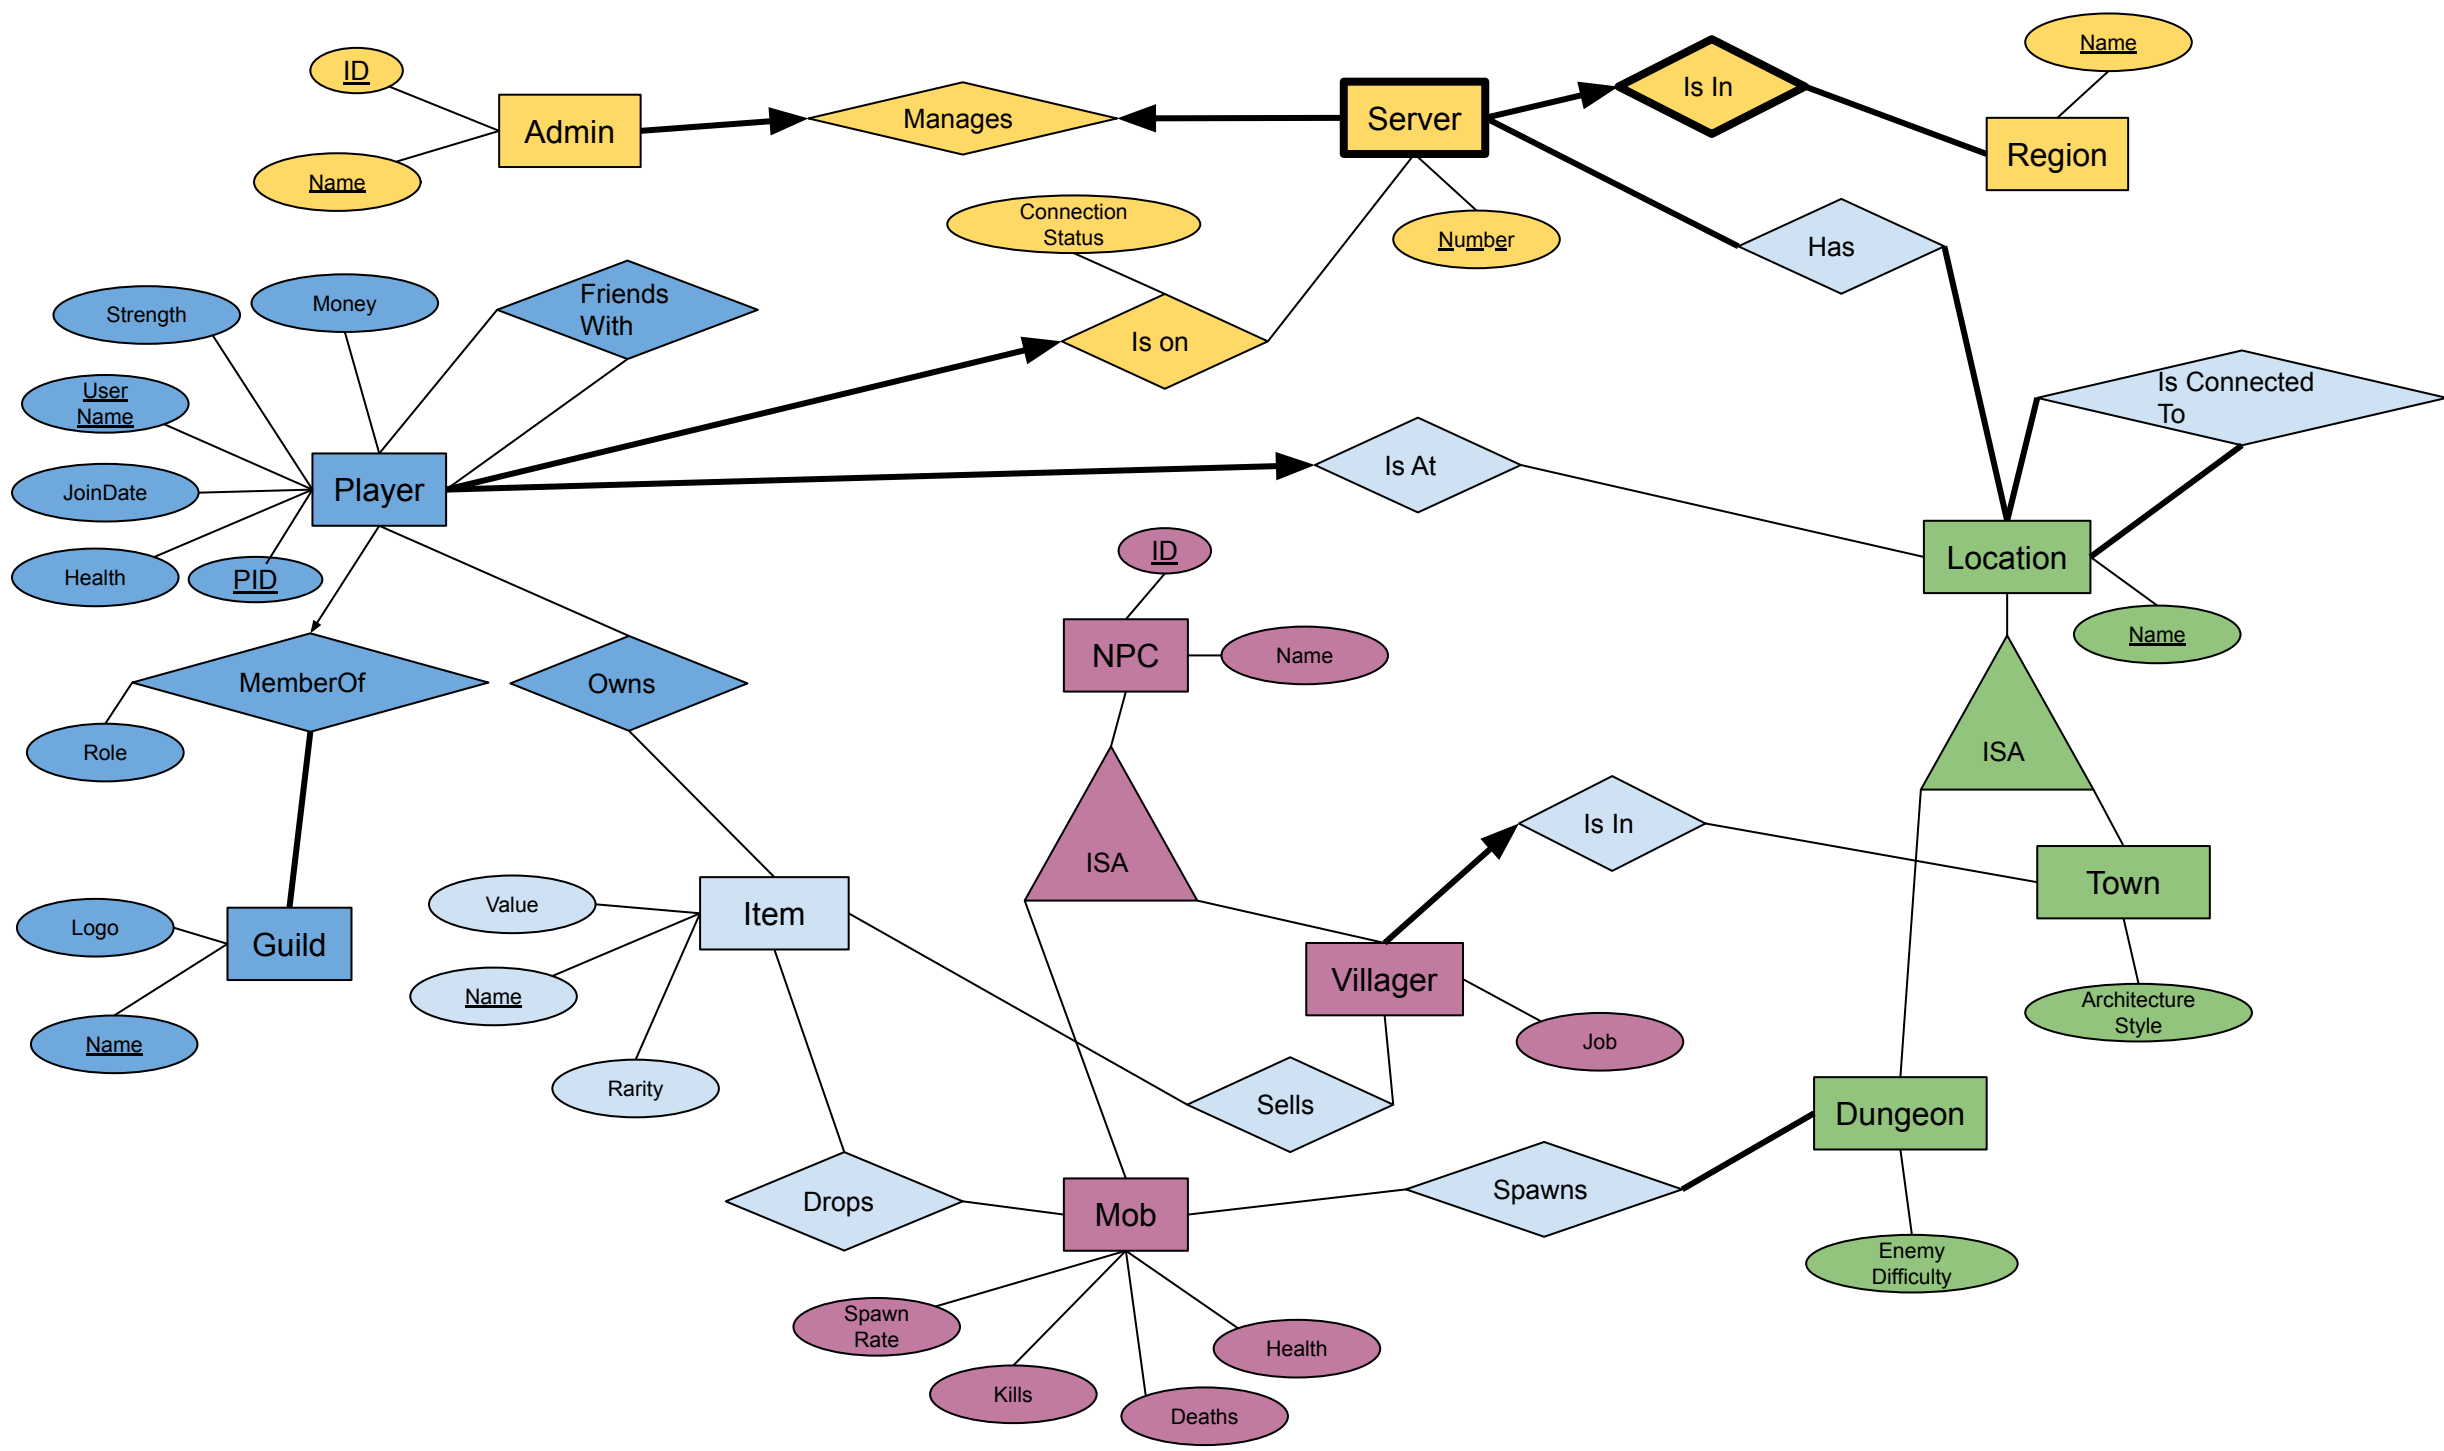 Name
ID
Is In
Admin
Manages
Server
Region
Name
Connection
Status
Number
Has
Strength
Money
Friends
With
Is on
User
Name
Is Connected
To
Is At
JoinDate
Player
Health
PID
ID
Location
Name
NPC
Name
MemberOf
Owns
Role
ISA
Is In
ISA
Town
Value
Item
Logo
Guild
Name
Villager
Architecture
Style
Name
Job
Rarity
Sells
Dungeon
Drops
Mob
Spawns
Enemy
Difficulty
Spawn
Rate
Health
Kills
Deaths